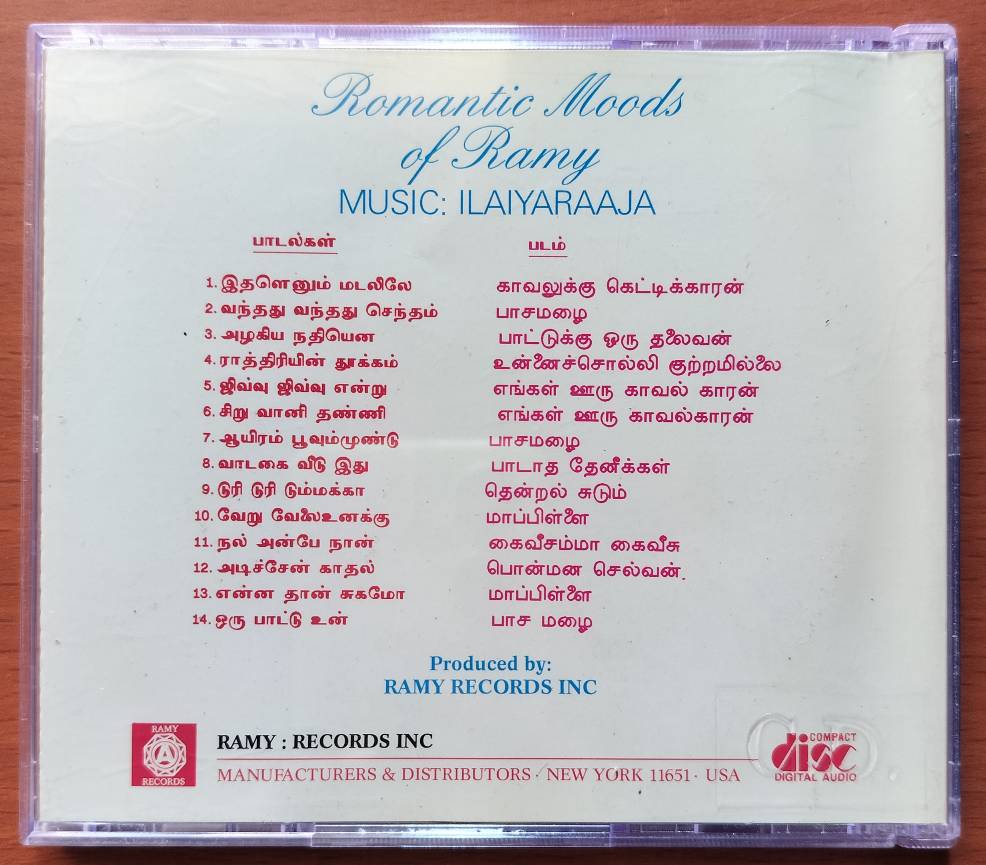 Romantic Moods
of Ramy
MUSIC: ILAIYARAAJA
பாடல்கள் படம்
1. இதளெனும் மடலிலே காவலுக்கு கெட்டிக்காரன்
2. வந்தது வந்தது செந்தம் பாசமழை
3. அழகிய நதியென பாட்டுக்கு ஒரு தலைவன்
4. ராத்திரியின் தூக்கம் உன்னைச்சொல்லி குற்றமில்லை
5. ஜிவ்வு ஜிவ்வு என்று எங்கள் ஊரு காவல் காரன்
6. சிறு வாணி தண்ணி எங்கள் ஊரு காவல்காரன்
7. ஆயிரம் பூவும்முண்டு பாசமழை
8. வாடகை வீடு இது பாடாத தேனீக்கள்
9. டுரி டுரி டும்மக்கா தென்றல் சுடும்
10. வேறு வேலைஉனக்கு மாப்பிள்ளை
11. நல் அன்பே நான் கைவீசம்மா கைவீசு
12. அடிச்சேன் காதல் பொன்மன செல்வன்
13. என்ன தான் சுகமோ மாப்பிள்ளை
14. ஒரு பாட்டு உன் பாச மழை
Produced by:
RAMY RECORDS INC
RAMY
RECORDS
RAMY : RECORDS INC
MANUFACTURERS & DISTRIBUTORS · NEW YORK 11651 · USA
COMPACT
disc
DIGITAL AUDIO